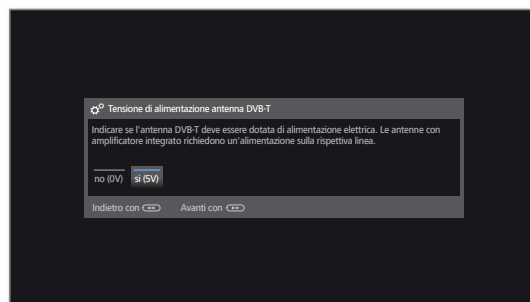 Tensione di alimentazione antenna DVB-T
Indicare se l'antenna DVB-T deve essere dotata di alimentazione elettrica. Le antenne con
amplificatore integrato richiedono un'alimentazione sulla rispettiva linea.
no (0V) si (5V)
Indietro con Avanti con